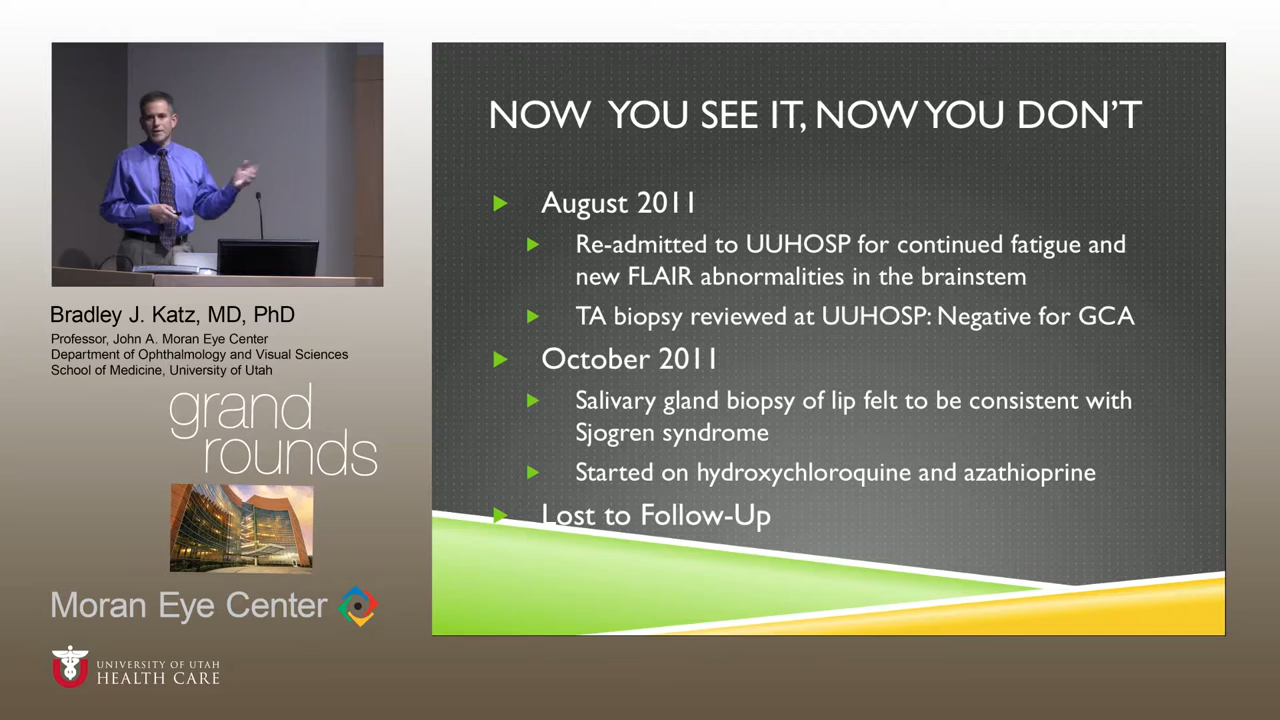 NOW YOU SEE IT, NOW YOU DON'T
August 2011
Re-admitted to UUHOSP for continued fatigue and
new FLAIR abnormalities in the brainstem
TA biopsy reviewed at UUHOSP: Negative for GCA
October 2011
Salivary gland biopsy of lip felt to be consistent with
Sjogren syndrome
Started on hydroxychloroquine and azathioprine
Lost to Follow-Up
Bradley J. Katz, MD, PhD
Professor, John A. Moran Eye Center
Department of Ophthalmology and Visual Sciences
School of Medicine, University of Utah
grand
rounds
Moran Eye Center
UNIVERSITY OF UTAH
HEALTH CARE